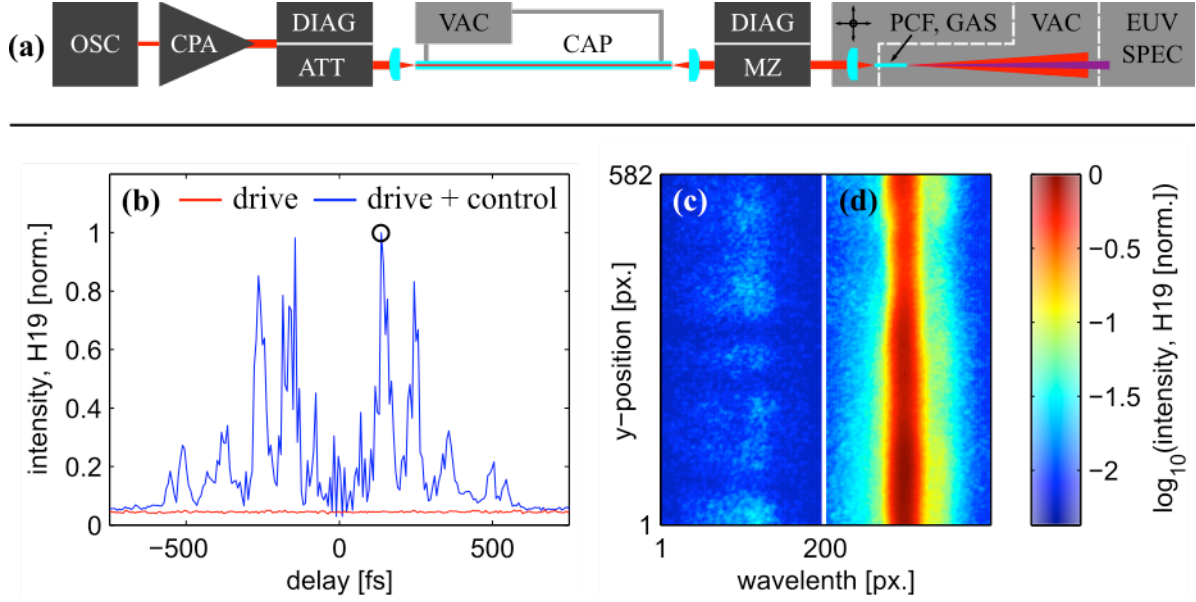 (a)
OSC
CPA
DIAG
ATT
VAC
CAP
DIAG
MZ
PCF, GAS
VAC
EUV
SPEC
(b)
drive
drive + control
intensity, H19 [norm.]
1
0.8
0.6
0.4
0.2
0
−500
0
500
delay [fs]
(c)
(d)
582
1
y-position [px.]
1
200
wavelenth [px.]
0
−0.5
−1
−1.5
−2
log10(intensity, H19 [norm.])